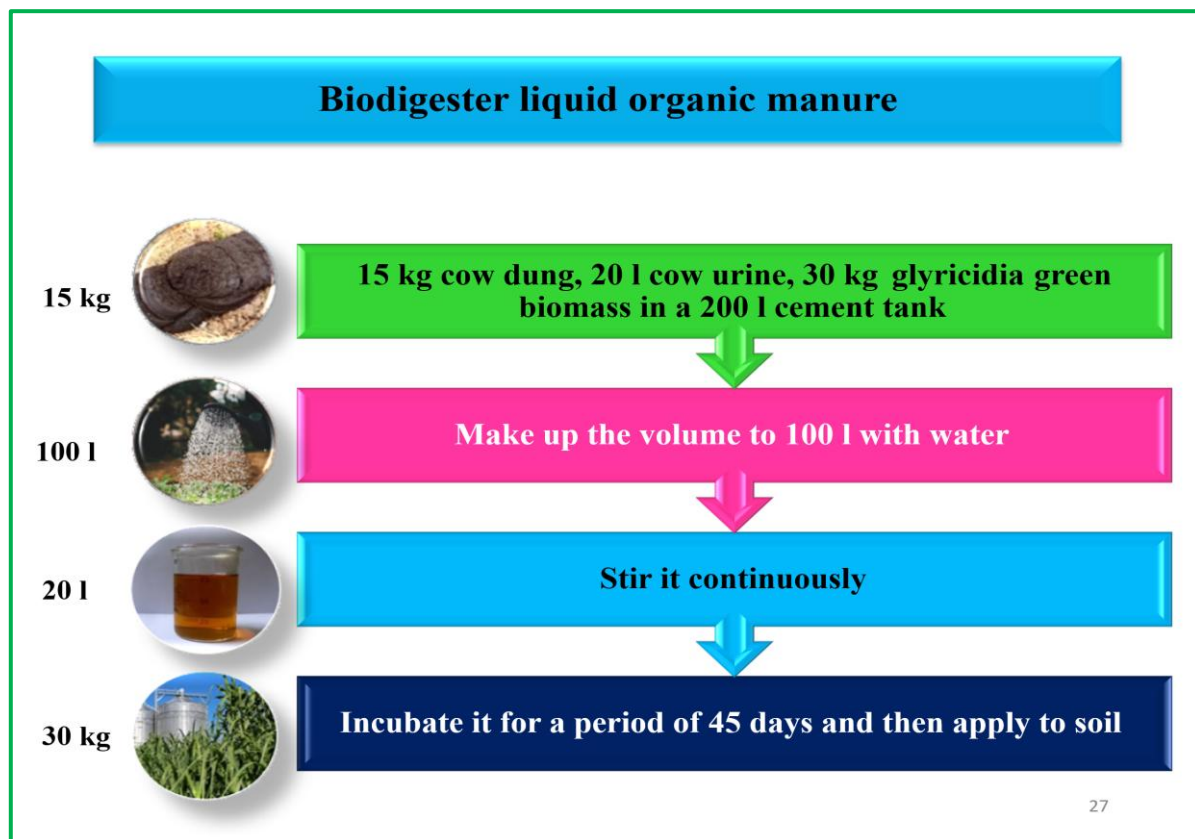 Biodigester liquid organic manure
15 kg
15 kg cow dung, 20 l cow urine, 30 kg glyricidia green
biomass in a 200 l cement tank
100 l
Make up the volume to 100 l with water
20 l
Stir it continuously
30 kg
Incubate it for a period of 45 days and then apply to soil
27